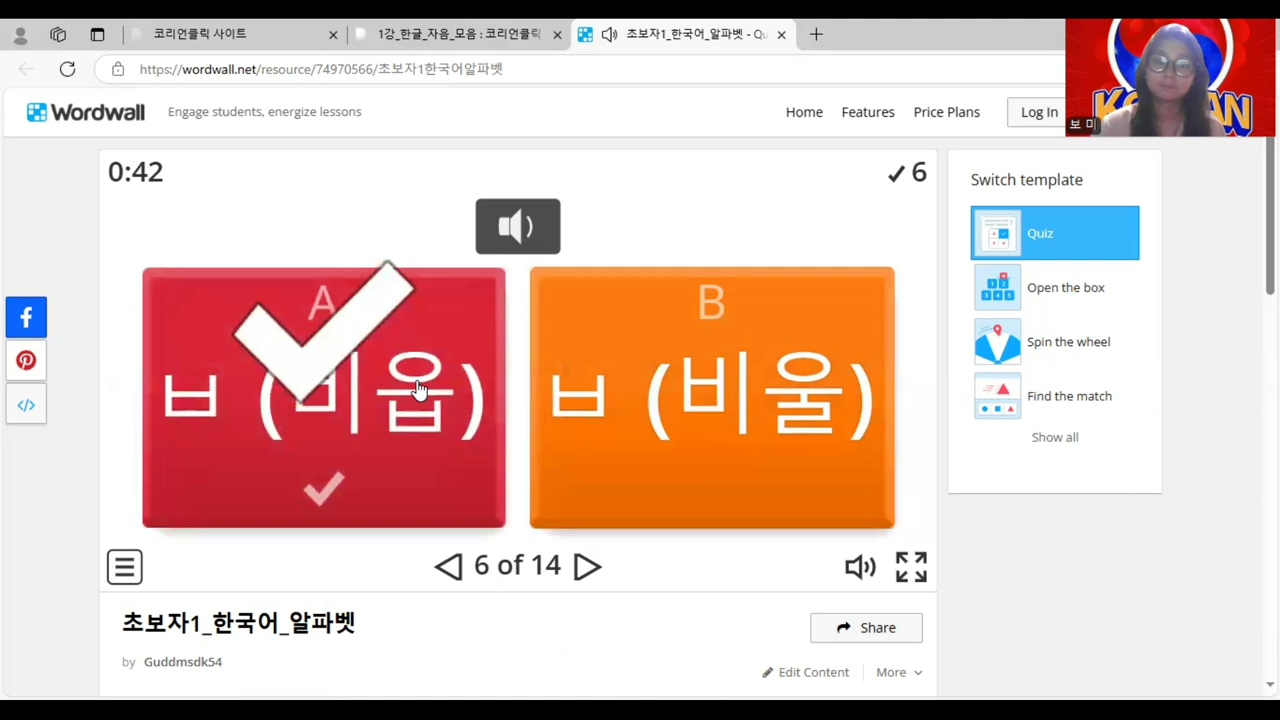 코리언클릭 사이트
1강_한글_자음_모음 : 코리언클릭
초보자1_한국어_알파벳 - Qu
https://wordwall.net/resource/74970566/초보자1한국어알파벳
Wordwall
Engage students, energize lessons
Home
Features
Price Plans
Log In
보 미
0:42
6
Switch template
Quiz
Open the box
Spin the wheel
Find the match
Show all
A
ㅂ (비읍)
B
ㅂ (비울)
6 of 14
초보자1_한국어_알파벳
Share
by Guddmsdk54
Edit Content
More